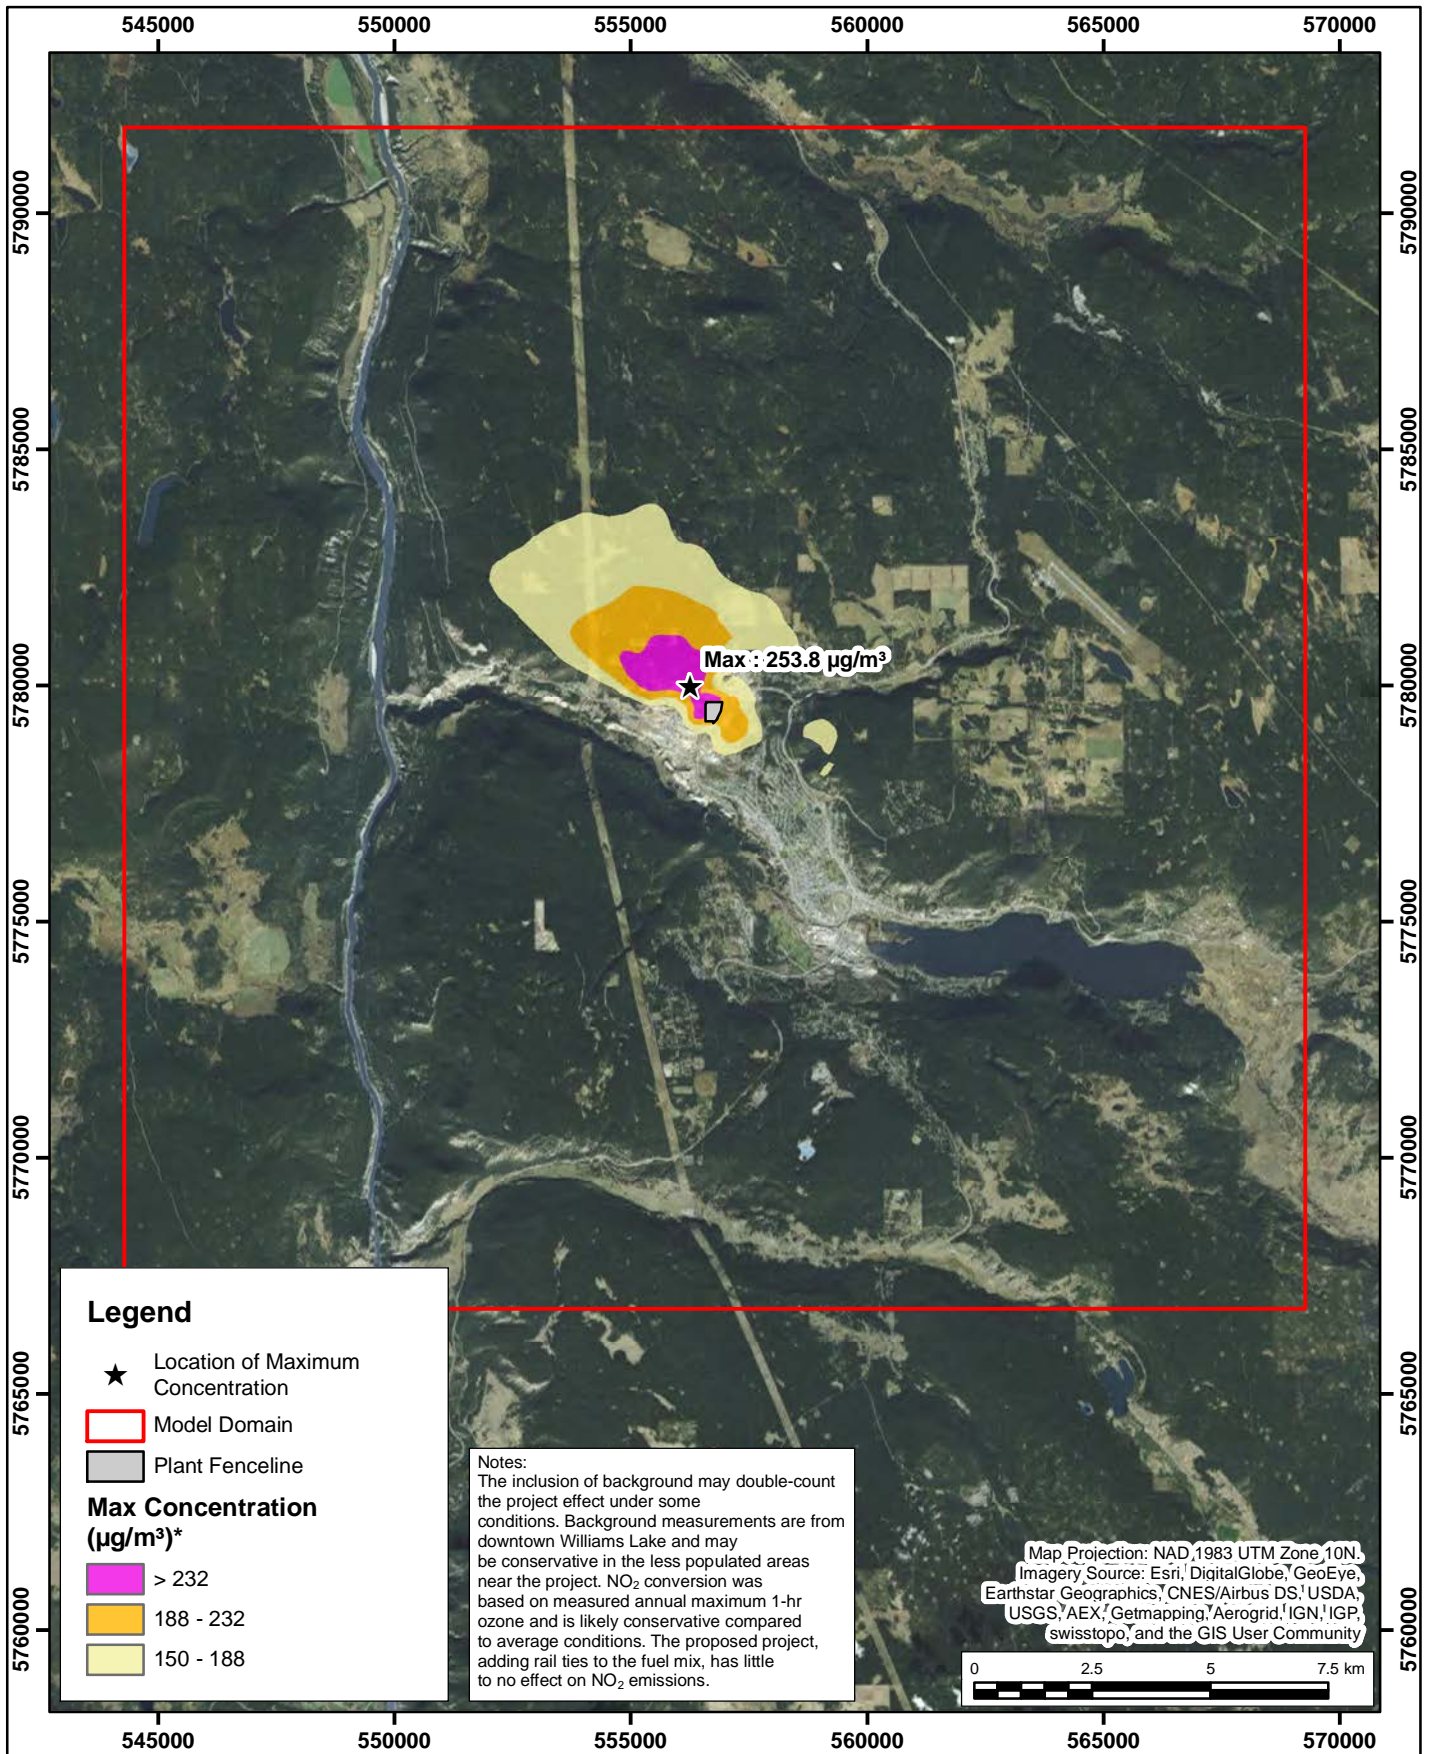 545000 550000 555000 560000 565000 570000
5790000 5790000
5785000 5785000
Max : 253.8 µg/m³
5780000 5780000
5775000 5775000
5770000 5770000
5765000 5765000
5760000 5760000
Legend
Location of Maximum
Concentration
Model Domain
Plant Fenceline
Max Concentration
(µg/m³)*
> 232
188 - 232
150 - 188
Notes:
The inclusion of background may double-count
the project effect under some
conditions. Background measurements are from
downtown Williams Lake and may
be conservative in the less populated areas
near the project. NO₂ conversion was
based on measured annual maximum 1-hr
ozone and is likely conservative compared
to average conditions. The proposed project,
adding rail ties to the fuel mix, has little
to no effect on NO₂ emissions.
Map Projection: NAD 1983 UTM Zone 10N.
Imagery Source: Esri, DigitalGlobe, GeoEye,
Earthstar Geographics, CNES/Airbus DS, USDA,
USGS, AEX, Getmapping, Aerogrid, IGN, IGP,
swisstopo, and the GIS User Community
0 2.5 5 7.5 km
545000 550000 555000 560000 565000 570000